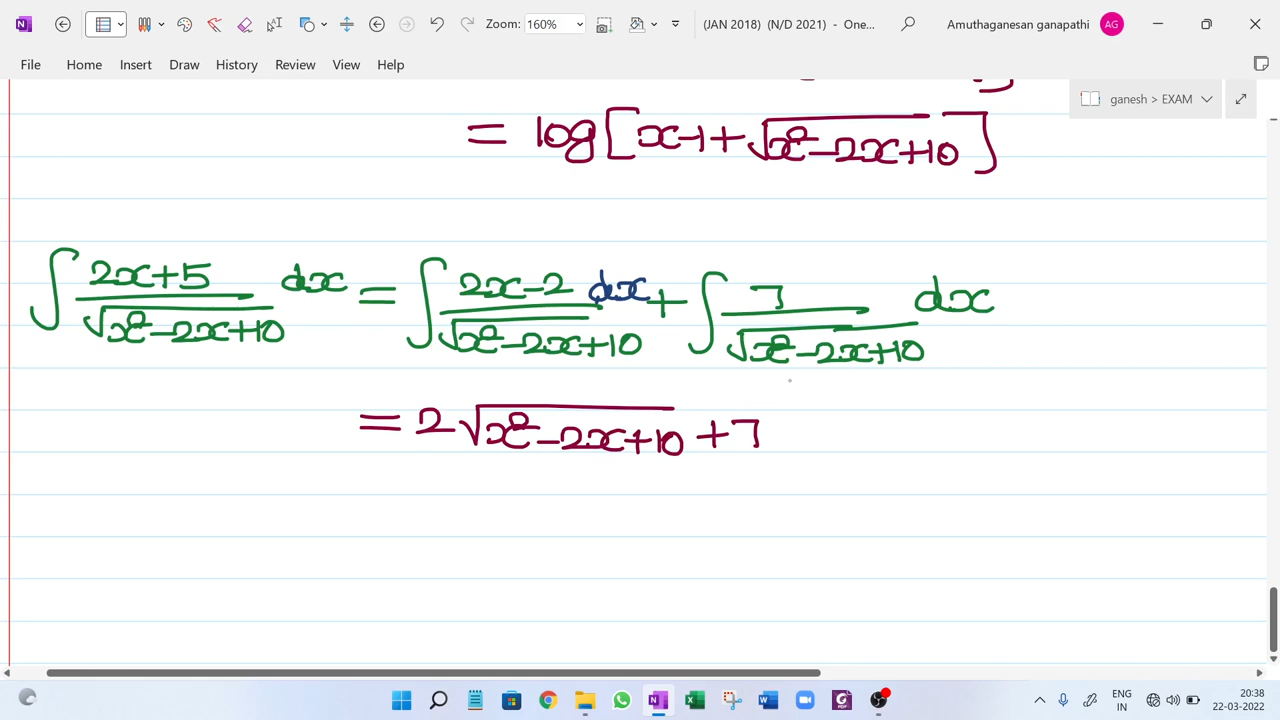 Zoom: 160% (JAN 2018) (N/D 2021) - One... Amuthaganesan ganapathi AG
File Home Insert Draw History Review View Help
ganesh > EXAM
= log[x-1+√x²-2x+10]
∫ 2x+5/√x²-2x+10 dx = ∫ 2x-2/√x²-2x+10 dx + ∫ 7/√x²-2x+10 dx
= 2√x²-2x+10 + 7
ENG IN 20:38 22-03-2022